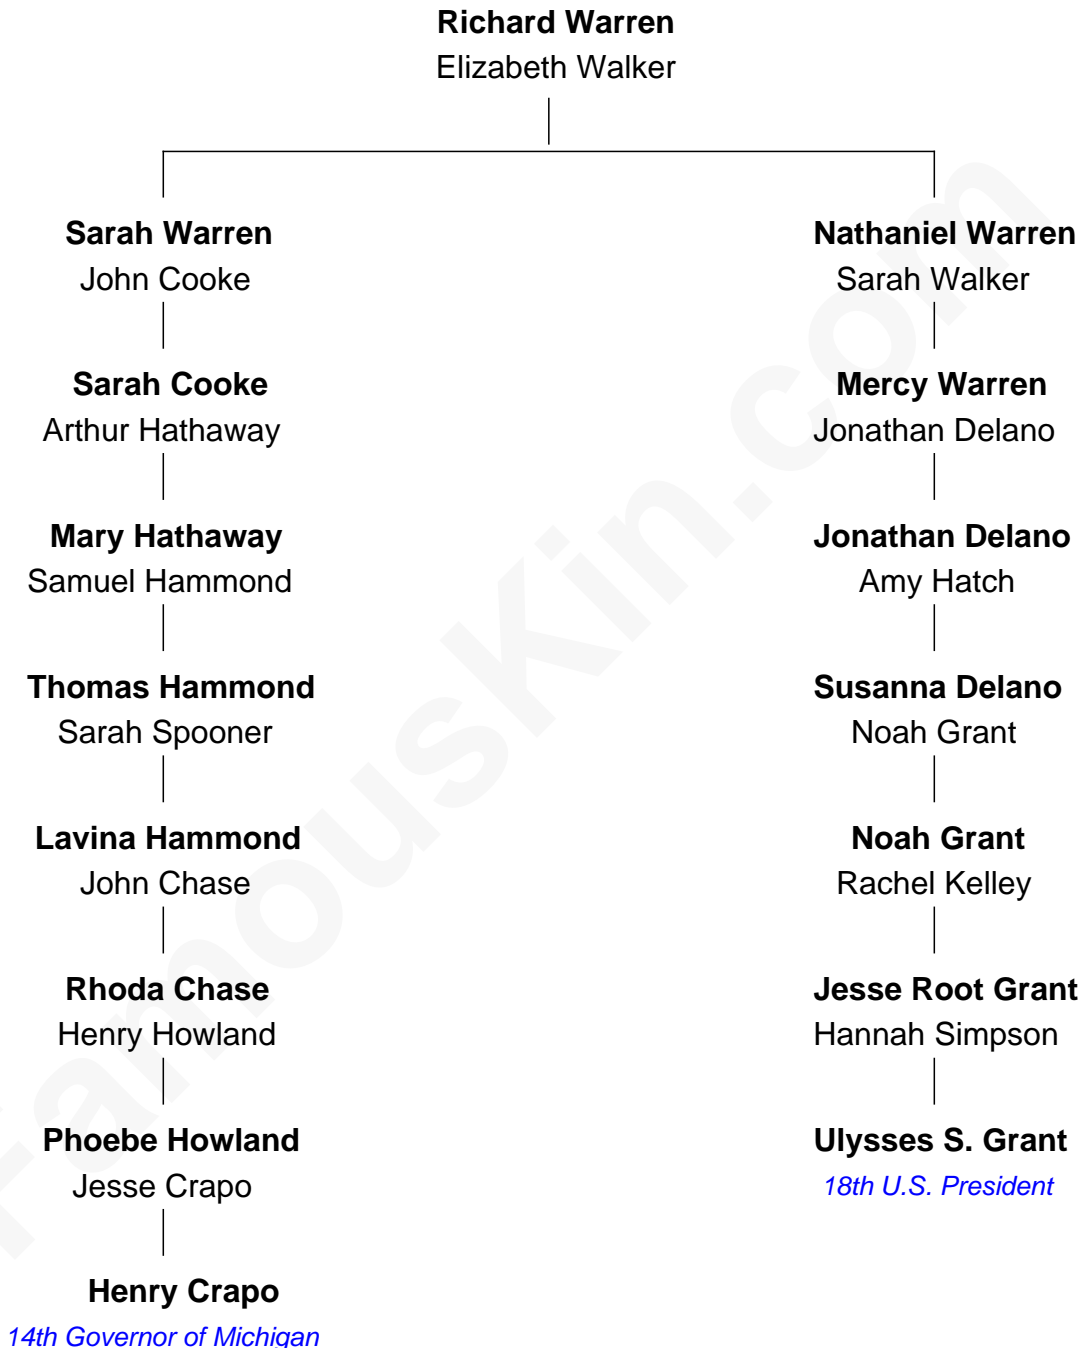 Richard Warren
Elizabeth Walker
Sarah Warren
John Cooke
Nathaniel Warren
Sarah Walker
Sarah Cooke
Arthur Hathaway
Mercy Warren
Jonathan Delano
Mary Hathaway
Samuel Hammond
Jonathan Delano
Amy Hatch
Thomas Hammond
Sarah Spooner
Susanna Delano
Noah Grant
Lavina Hammond
John Chase
Noah Grant
Rachel Kelley
Rhoda Chase
Henry Howland
Jesse Root Grant
Hannah Simpson
Phoebe Howland
Jesse Crapo
Ulysses S. Grant
18th U.S. President
Henry Crapo
14th Governor of Michigan
FamousKin.com